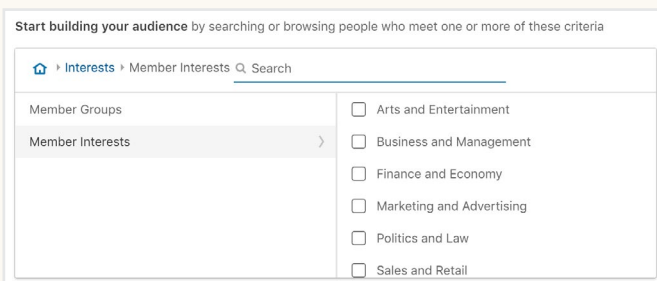 Start building your audience by searching or browsing people who meet one or more of these criteria
Interests Member Interests Search
Member Groups
Member Interests
Arts and Entertainment
Business and Management
Finance and Economy
Marketing and Advertising
Politics and Law
Sales and Retail